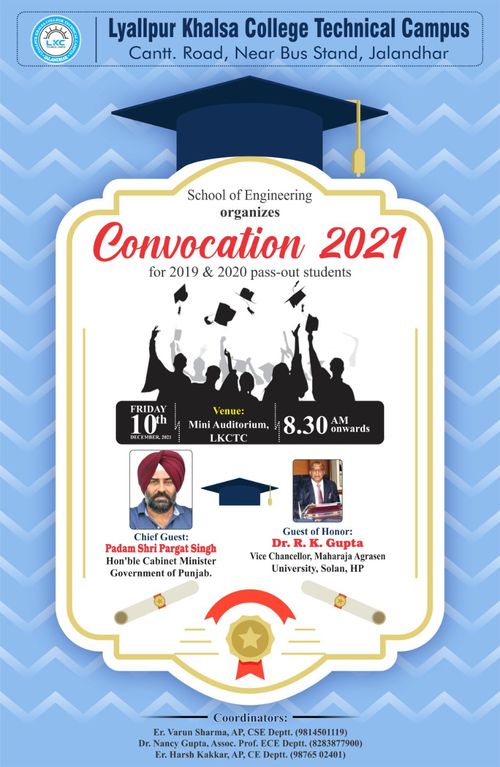 LKC
Lyallpur Khalsa College Technical Campus
Cantt. Road, Near Bus Stand, Jalandhar
School of Engineering
organizes
Convocation 2021
for 2019 & 2020 pass-out students
FRIDAY
10th
DECEMBER, 2021
Venue:
Mini Auditorium,
LKCTC
8.30 AM
onwards
Chief Guest:
Padam Shri Pargat Singh
Hon'ble Cabinet Minister
Government of Punjab.
Guest of Honor:
Dr. R. K. Gupta
Vice Chancellor, Maharaja Agrasen
University, Solan, HP
Coordinators:
Er. Varun Sharma, AP, CSE Deptt. (9814501119)
Dr. Nancy Gupta, Assoc. Prof. ECE Deptt. (8283877900)
Er. Harsh Kakkar, AP, CE Deptt. (98765 02401)